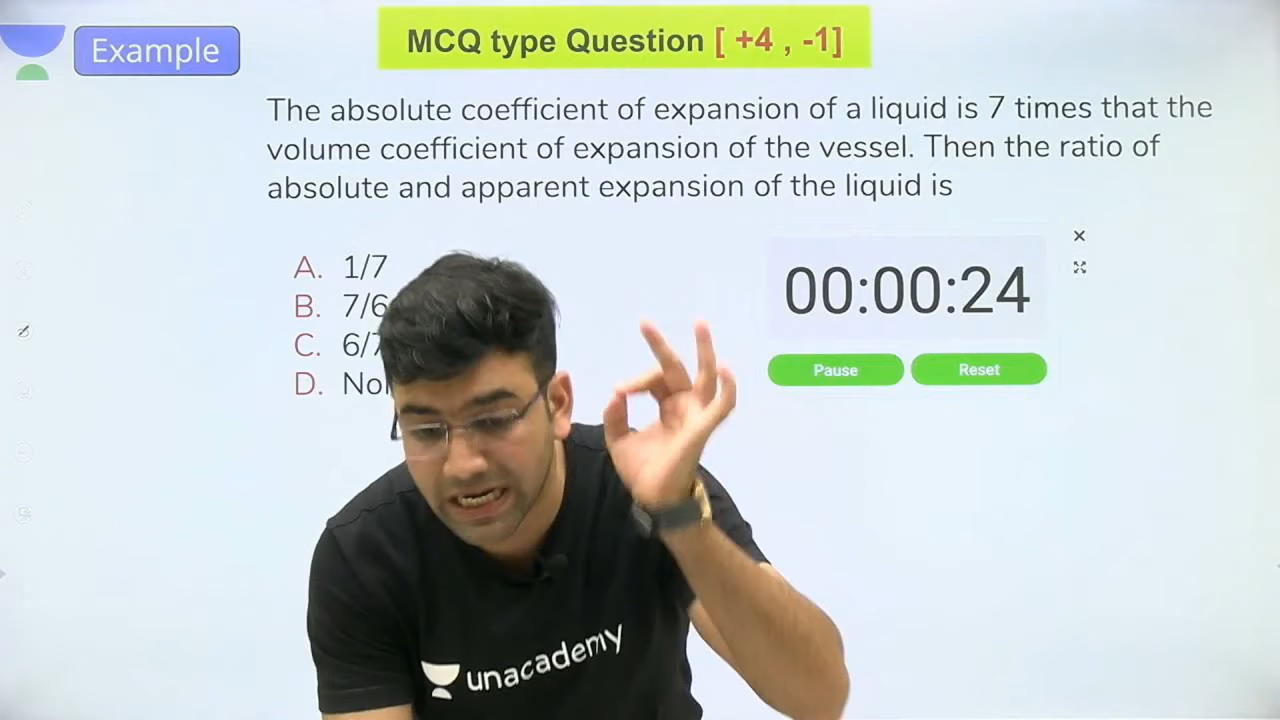 Example
MCQ type Question [ +4 , -1]
The absolute coefficient of expansion of a liquid is 7 times that the
volume coefficient of expansion of the vessel. Then the ratio of
absolute and apparent expansion of the liquid is
A. 1/7
B. 7/6
C. 6/7
D.
00:00:24
Pause
Reset
unacademy